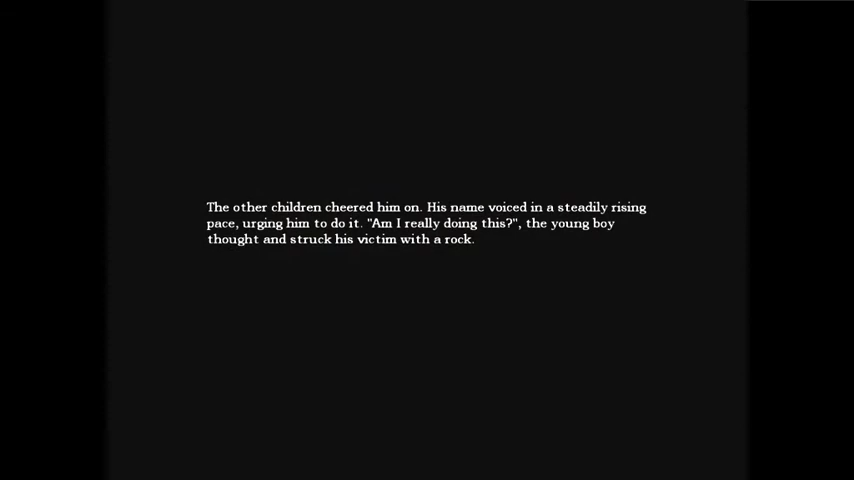 The other children cheered him on. His name voiced in a steadily rising
pace, urging him to do it. "Am I really doing this?", the young boy
thought and struck his victim with a rock.